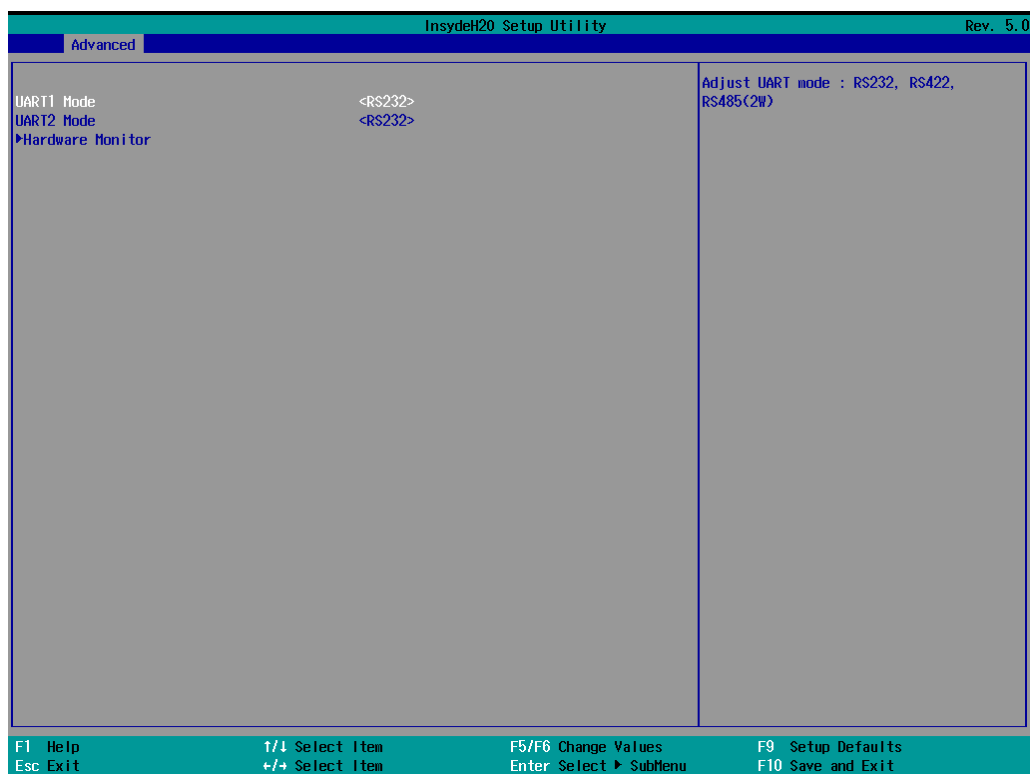 InsydeH20 Setup Utility Rev. 5.0
Advanced
UART1 Mode <RS232>
UART2 Mode <RS232>
▶Hardware Monitor
Adjust UART mode : RS232, RS422,
RS485(2W)
F1 Help ↑/↓ Select Item F5/F6 Change Values F9 Setup Defaults
Esc Exit ←/→ Select Item Enter Select ▶ SubMenu F10 Save and Exit